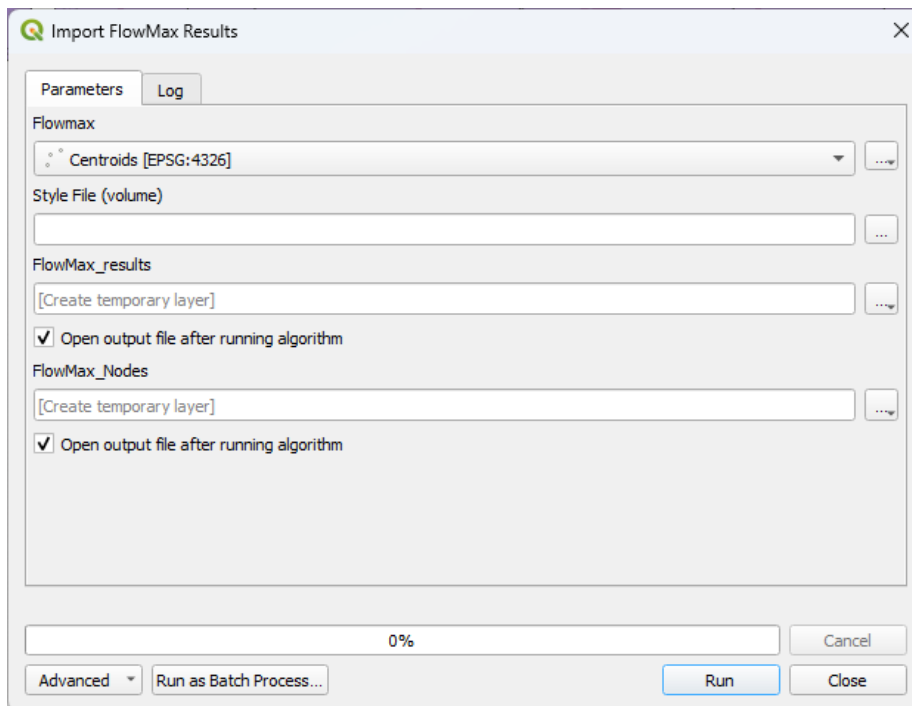 Import FlowMax Results
Parameters Log
Flowmax
Centroids [EPSG:4326]
...
Style File (volume)
...
FlowMax_results
[Create temporary layer]
...
Open output file after running algorithm
FlowMax_Nodes
[Create temporary layer]
...
Open output file after running algorithm
0% Cancel
Advanced Run as Batch Process... Run Close